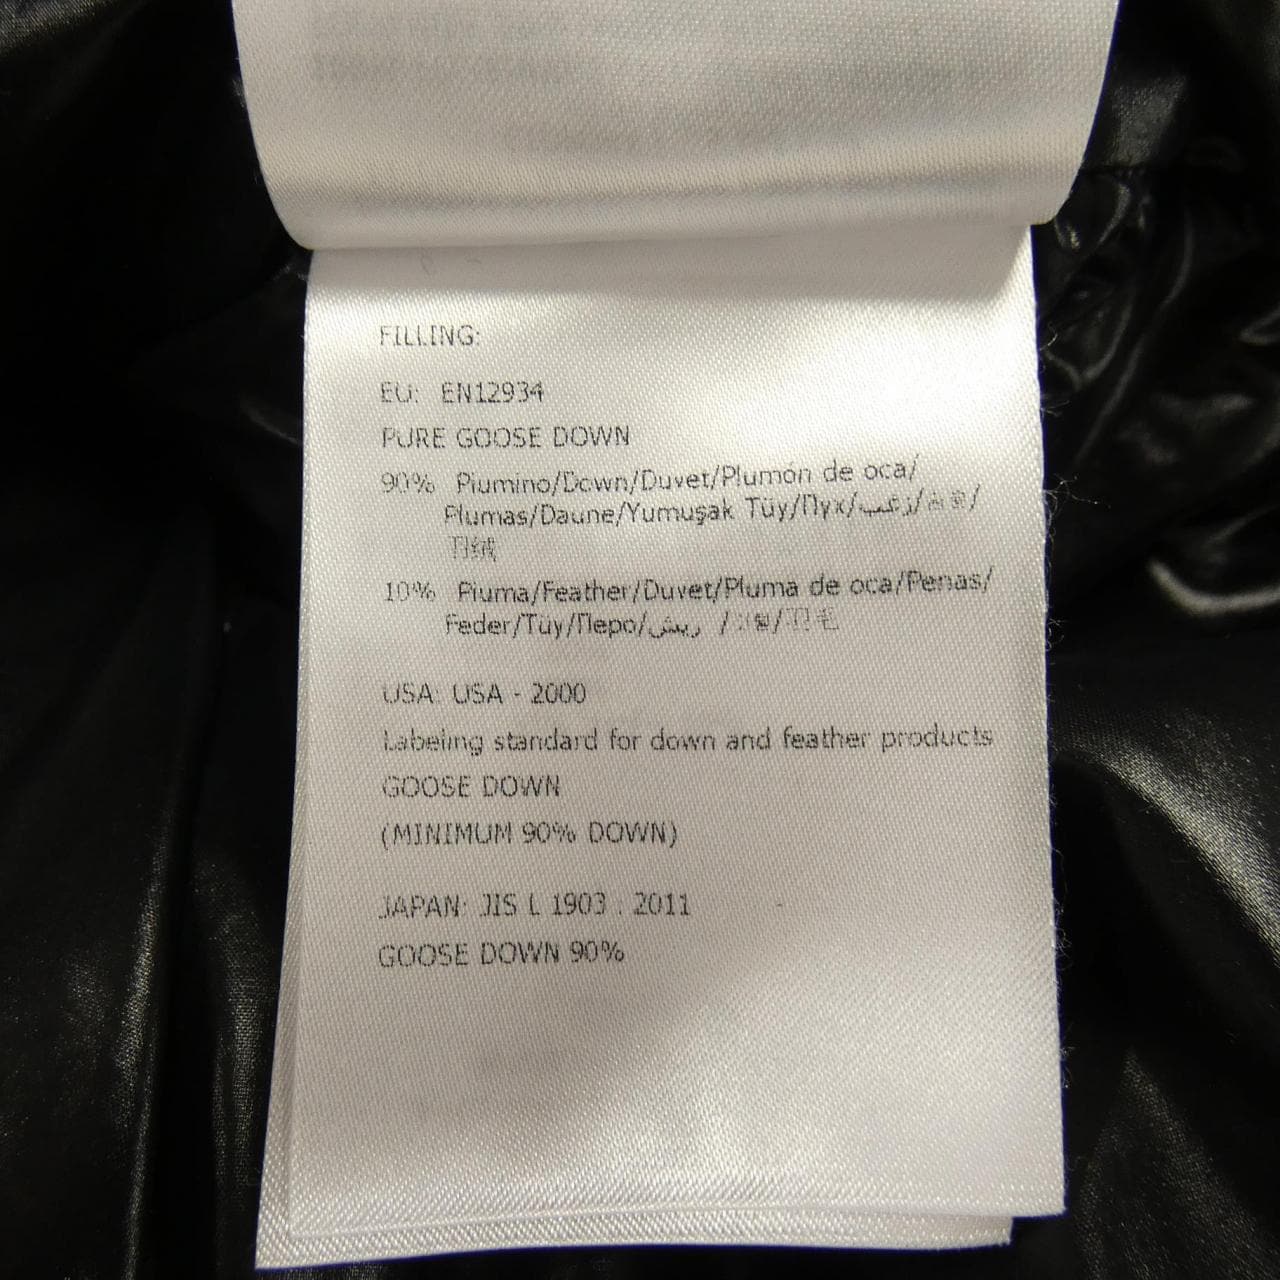 FILLING:
EU: EN12934
PURE GOOSE DOWN
90% Piumino/Down/Duvet/Plumón de oca/
Plumas/Daune/Yumuşak Tüy/Пух/زغب/
羽绒
10% Piuma/Feather/Duvet/Pluma de oca/Penas/
Feder/Tüy/Перо/ريش /羽毛
USA: USA - 2000
Labeling standard for down and feather products
GOOSE DOWN
(MINIMUM 90% DOWN)
JAPAN: JIS L 1903 : 2011
GOOSE DOWN 90%